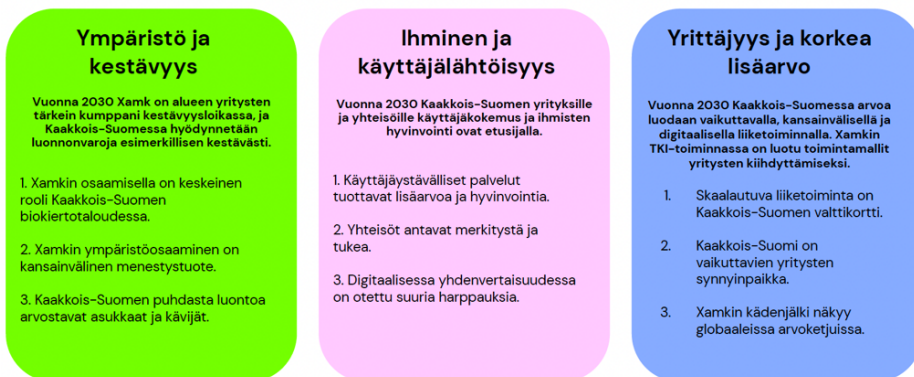 Ympäristö ja
kestävyys
Vuonna 2030 Xamk on alueen yritysten
tärkein kumppani kestävyysloikassa, ja
Kaakkois-Suomessa hyödynnetään
luonnonvaroja esimerkillisen kestävästi.
1. Xamkin osaamisella on keskeinen
rooli Kaakkois-Suomen
biokiertotaloudessa.
2. Xamkin ympäristöosaaminen on
kansainvälinen menestystuote.
3. Kaakkois-Suomen puhdasta luontoa
arvostavat asukkaat ja kävijät.
Ihminen ja
käyttäjälähtöisyys
Vuonna 2030 Kaakkois-Suomen yrityksille
ja yhteisöille käyttäjäkokemus ja ihmisten
hyvinvointi ovat etusijalla.
1. Käyttäjäystävälliset palvelut
tuottavat lisäarvoa ja hyvinvointia.
2. Yhteisöt antavat merkitystä ja
tukea.
3. Digitaalisessa yhdenvertaisuudessa
on otettu suuria harppauksia.
Yrittäjyys ja korkea
lisäarvo
Vuonna 2030 Kaakkois-Suomessa arvoa
luodaan vaikuttavalla, kansainvälisellä ja
digitaalisella liiketoiminnalla. Xamkin
TKI-toiminnassa on luotu toimintamallit
yritysten kiihdyttämiseksi.
1. Skaalautuva liiketoiminta on
Kaakkois-Suomen valttikortti.
2. Kaakkois-Suomi on
vaikuttavien yritysten
synnyinpaikka.
3. Xamkin kädenjälki näkyy
globaaleissa arvoketjuissa.